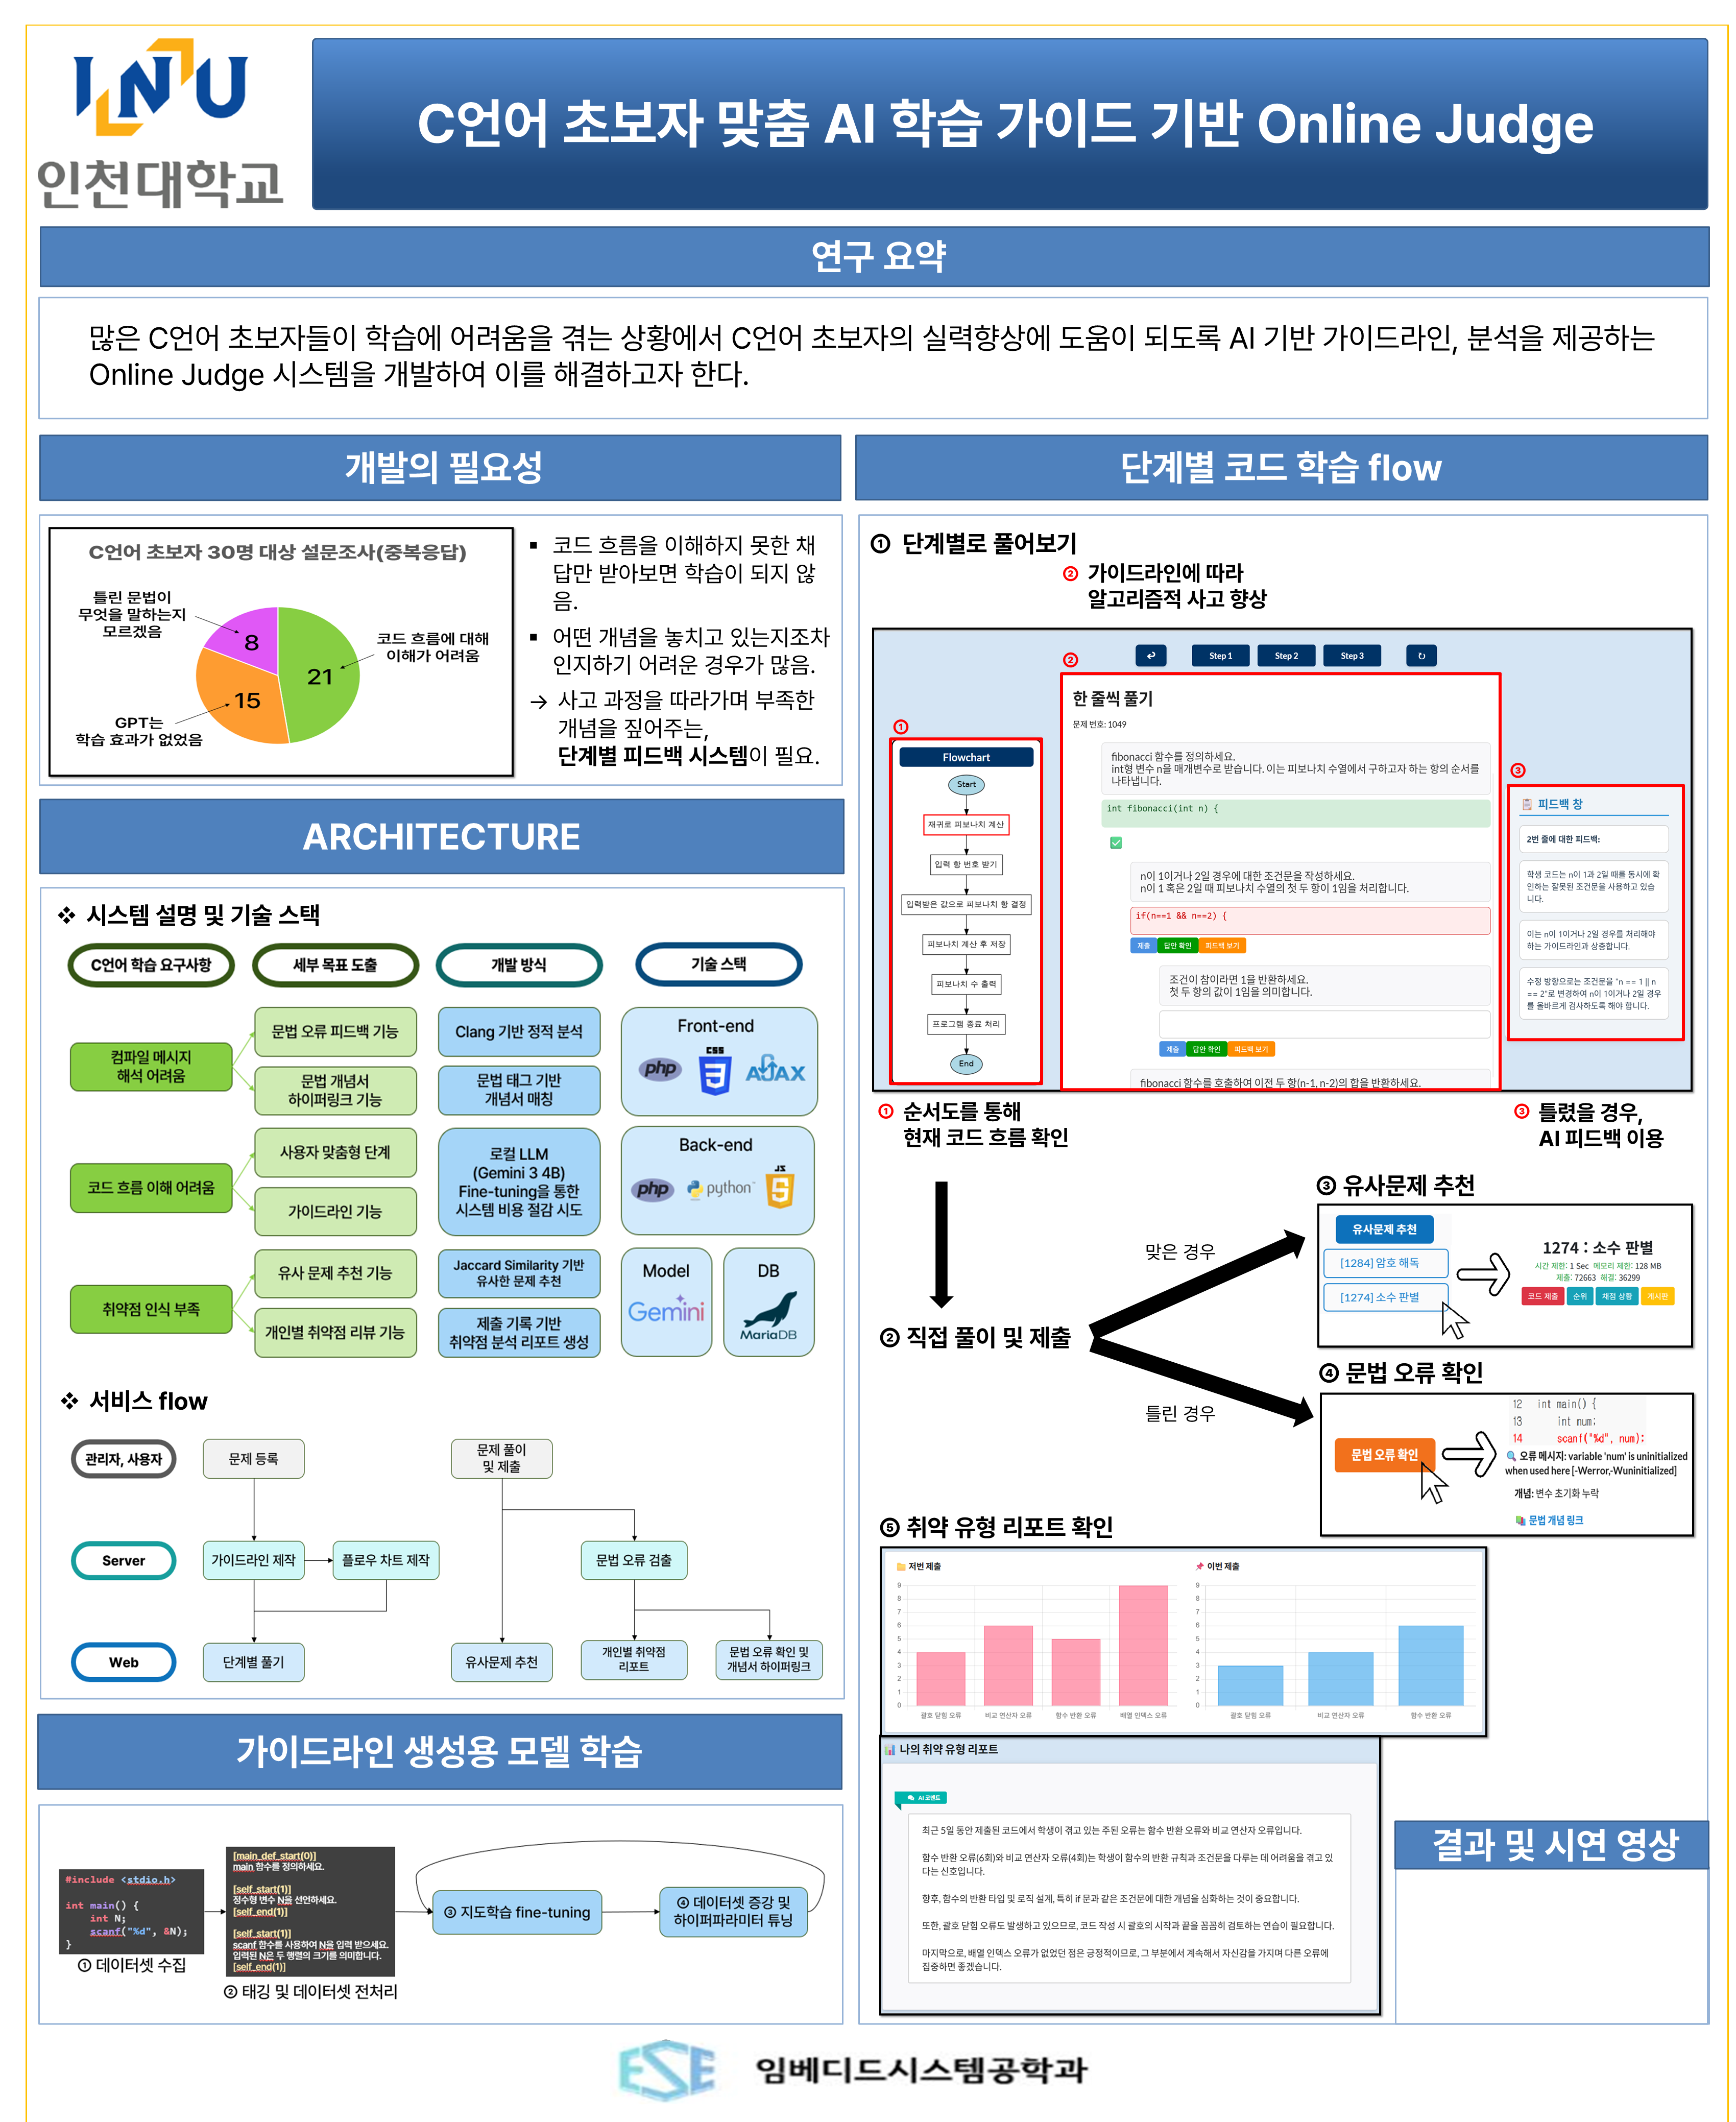 INU
인천대학교
C언어 초보자 맞춤 AI 학습 가이드 기반 Online Judge
연구 요약
많은 C언어 초보자들이 학습에 어려움을 겪는 상황에서 C언어 초보자의 실력향상에 도움이 되도록 AI 기반 가이드라인, 분석을 제공하는
Online Judge 시스템을 개발하여 이를 해결하고자 한다.
개발의 필요성
C언어 초보자 30명 대상 설문조사(중복응답)
틀린 문법이
무엇을 말하는지
모르겠음
8
코드 흐름에 대해
이해가 어려움
21
15
GPT는
학습 효과가 없었음
▪ 코드 흐름을 이해하지 못한 채
답만 받아보면 학습이 되지 않
음.
▪ 어떤 개념을 놓치고 있는지조차
인지하기 어려운 경우가 많음.
→ 사고 과정을 따라가며 부족한
개념을 짚어주는,
단계별 피드백 시스템이 필요.
ARCHITECTURE
❖ 시스템 설명 및 기술 스택
C언어 학습 요구사항
세부 목표 도출
개발 방식
기술 스택
컴파일 메시지
해석 어려움
문법 오류 피드백 기능
문법 개념서
하이퍼링크 기능
Clang 기반 정적 분석
문법 태그 기반
개념서 매칭
Front-end
php
CSS
3
AJAX
코드 흐름 이해 어려움
사용자 맞춤형 단계
가이드라인 기능
로컬 LLM
(Gemini 3 4B)
Fine-tuning을 통한
시스템 비용 절감 시도
Back-end
php
python
JS
5
취약점 인식 부족
유사 문제 추천 기능
개인별 취약점 리뷰 기능
Jaccard Similarity 기반
유사한 문제 추천
제출 기록 기반
취약점 분석 리포트 생성
Model
Gemini
DB
MariaDB
❖ 서비스 flow
관리자, 사용자
문제 등록
문제 풀이
및 제출
Server
가이드라인 제작
플로우 차트 제작
문법 오류 검출
Web
단계별 풀기
유사문제 추천
개인별 취약점
리포트
문법 오류 확인 및
개념서 하이퍼링크
가이드라인 생성용 모델 학습
#include <stdio.h>
int main() {
int N;
scanf("%d", &N);
}
① 데이터셋 수집
[main_def_start(0)]
main 함수를 정의하세요.
[self_start(1)]
정수형 변수 N을 선언하세요.
[self_end(1)]
[self_start(1)]
scanf 함수를 사용하여 N을 입력 받으세요.
입력된 N은 두 행렬의 크기를 의미합니다.
[self_end(1)]
② 태깅 및 데이터셋 전처리
③ 지도학습 fine-tuning
④ 데이터셋 증강 및
하이퍼파라미터 튜닝
단계별 코드 학습 flow
① 단계별로 풀어보기
② 가이드라인에 따라
알고리즘적 사고 향상
↩
Step 1
Step 2
Step 3
↻
①
Flowchart
Start
재귀로 피보나치 계산
입력 항 번호 받기
입력받은 값으로 피보나치 항 결정
피보나치 계산 후 저장
피보나치 수 출력
프로그램 종료 처리
End
②
한 줄씩 풀기
문제 번호: 1049
fibonacci 함수를 정의하세요.
int형 변수 n을 매개변수로 받습니다. 이는 피보나치 수열에서 구하고자 하는 항의 순서를
나타냅니다.
int fibonacci(int n) {
n이 1이거나 2일 경우에 대한 조건문을 작성하세요.
n이 1 혹은 2일 때 피보나치 수열의 첫 두 항이 1임을 처리합니다.
if(n==1 && n==2) {
제출 답안 확인 피드백 보기
조건이 참이라면 1을 반환하세요.
첫 두 항의 값이 1임을 의미합니다.
제출 답안 확인 피드백 보기
fibonacci 함수를 호출하여 이전 두 항(n-1, n-2)의 합을 반환하세요.
③
피드백 창
2번 줄에 대한 피드백:
학생 코드는 n이 1과 2일 때를 동시에 확
인하는 잘못된 조건문을 사용하고 있습
니다.
이는 n이 1이거나 2일 경우를 처리해야
하는 가이드라인과 상충합니다.
수정 방향으로는 조건문을 "n == 1 || n
== 2"로 변경하여 n이 1이거나 2일 경우
를 올바르게 검사하도록 해야 합니다.
① 순서도를 통해
현재 코드 흐름 확인
③ 틀렸을 경우,
AI 피드백 이용
② 직접 풀이 및 제출
맞은 경우
틀린 경우
③ 유사문제 추천
유사문제 추천
[1284] 암호 해독
[1274] 소수 판별
1274 : 소수 판별
시간 제한: 1 Sec 메모리 제한: 128 MB
제출: 72663 해결: 36299
코드 제출 순위 채점 상황 게시판
④ 문법 오류 확인
문법 오류 확인
12 int main() {
13 int num;
14 scanf("%d", num);
오류 메시지: variable 'num' is uninitialized
when used here [-Werror,-Wuninitialized]
개념: 변수 초기화 누락
문법 개념 링크
⑤ 취약 유형 리포트 확인
저번 제출
9
8
7
6
5
4
3
2
1
0
괄호 닫힘 오류 비교 연산자 오류 함수 반환 오류 배열 인덱스 오류
이번 제출
9
8
7
6
5
4
3
2
1
0
괄호 닫힘 오류 비교 연산자 오류 함수 반환 오류
나의 취약 유형 리포트
AI 코멘트
최근 5일 동안 제출된 코드에서 학생이 겪고 있는 주된 오류는 함수 반환 오류와 비교 연산자 오류입니다.
함수 반환 오류(6회)와 비교 연산자 오류(4회)는 학생이 함수의 반환 규칙과 조건문을 다루는 데 어려움을 겪고 있
다는 신호입니다.
향후, 함수의 반환 타입 및 로직 설계, 특히 if 문과 같은 조건문에 대한 개념을 심화하는 것이 중요합니다.
또한, 괄호 닫힘 오류도 발생하고 있으므로, 코드 작성 시 괄호의 시작과 끝을 꼼꼼히 검토하는 연습이 필요합니다.
마지막으로, 배열 인덱스 오류가 없었던 점은 긍정적이므로, 그 부분에서 계속해서 자신감을 가지며 다른 오류에
집중하면 좋겠습니다.
결과 및 시연 영상
ESE
임베디드시스템공학과